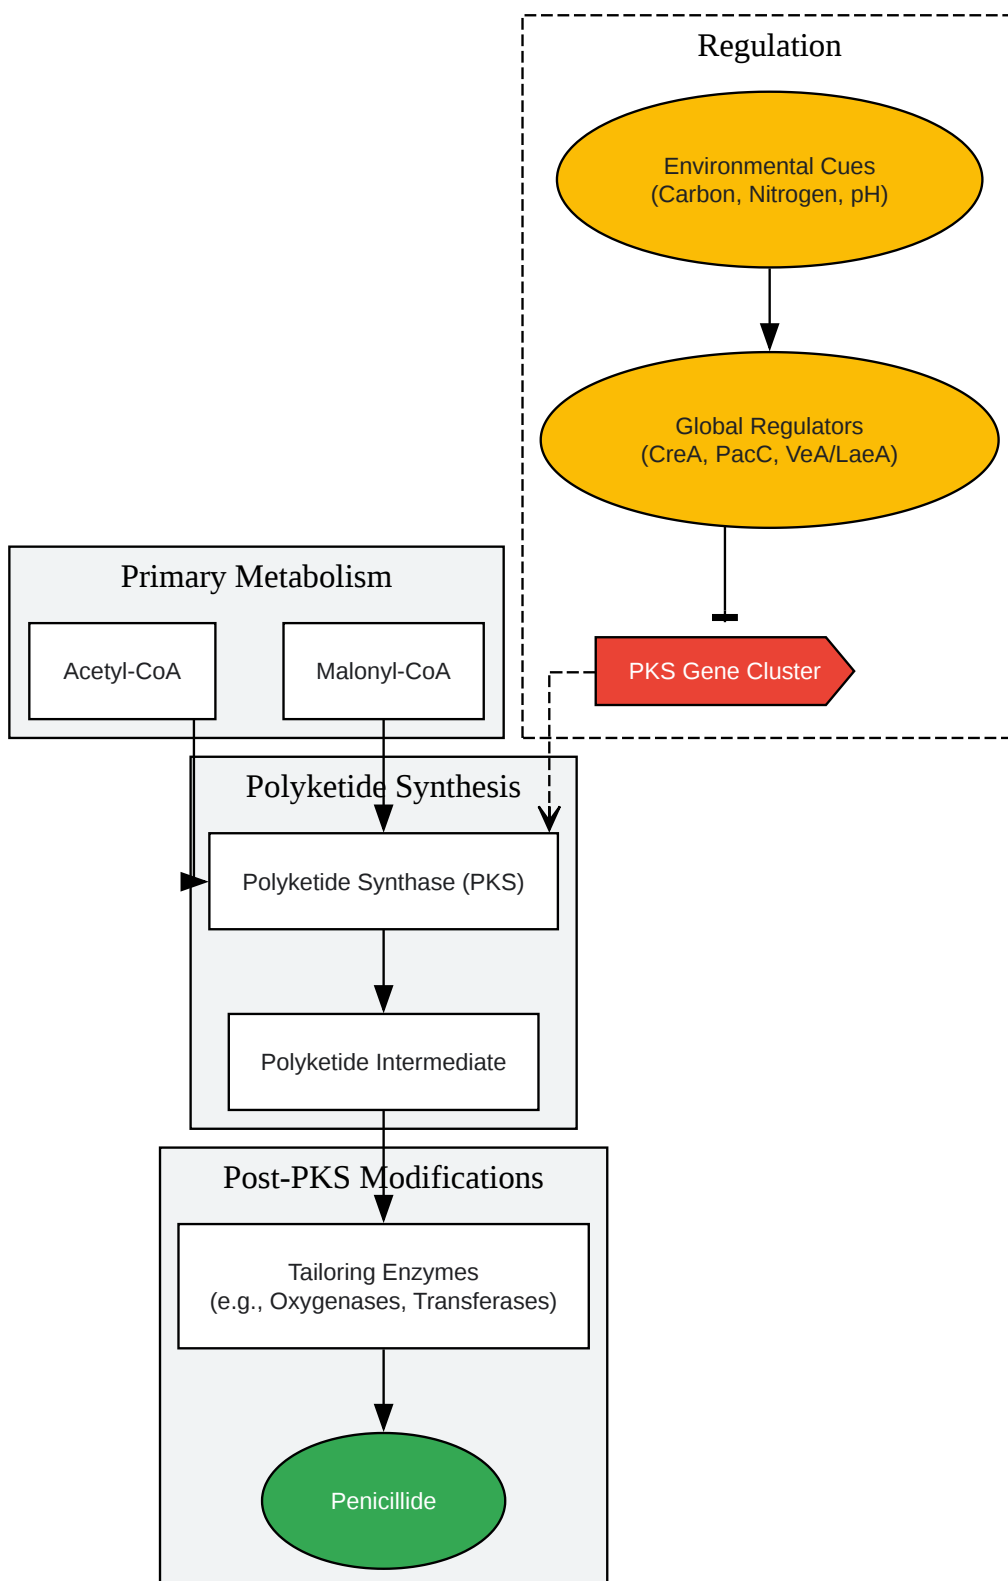 Regulation
Environmental Cues
(Carbon, Nitrogen, pH)
Global Regulators
(CreA, PacC, VeA/LaeA)
Primary Metabolism
Acetyl-CoA
Malonyl-CoA
PKS Gene Cluster
Polyketide Synthesis
Polyketide Synthase (PKS)
Polyketide Intermediate
Post-PKS Modifications
Tailoring Enzymes
(e.g., Oxygenases, Transferases)
Penicillide